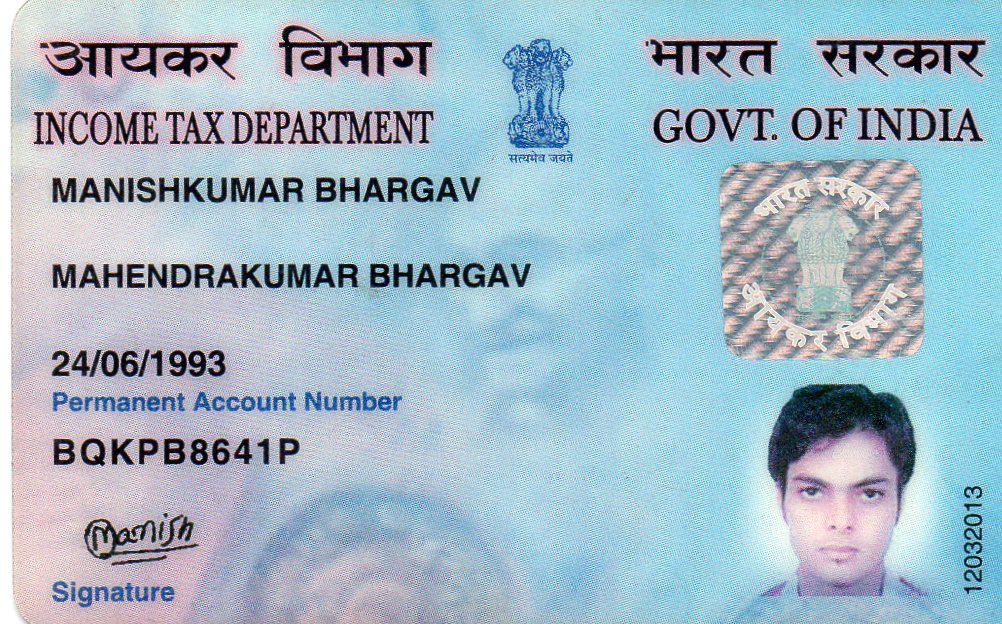 आयकर विभाग
INCOME TAX DEPARTMENT
भारत सरकार
GOVT. OF INDIA
सत्यमेव जयते
MANISHKUMAR BHARGAV
MAHENDRAKUMAR BHARGAV
24/06/1993
Permanent Account Number
BQKPB8641P
Manish
Signature
भारत सरकार
आयकर विभाग
12032013